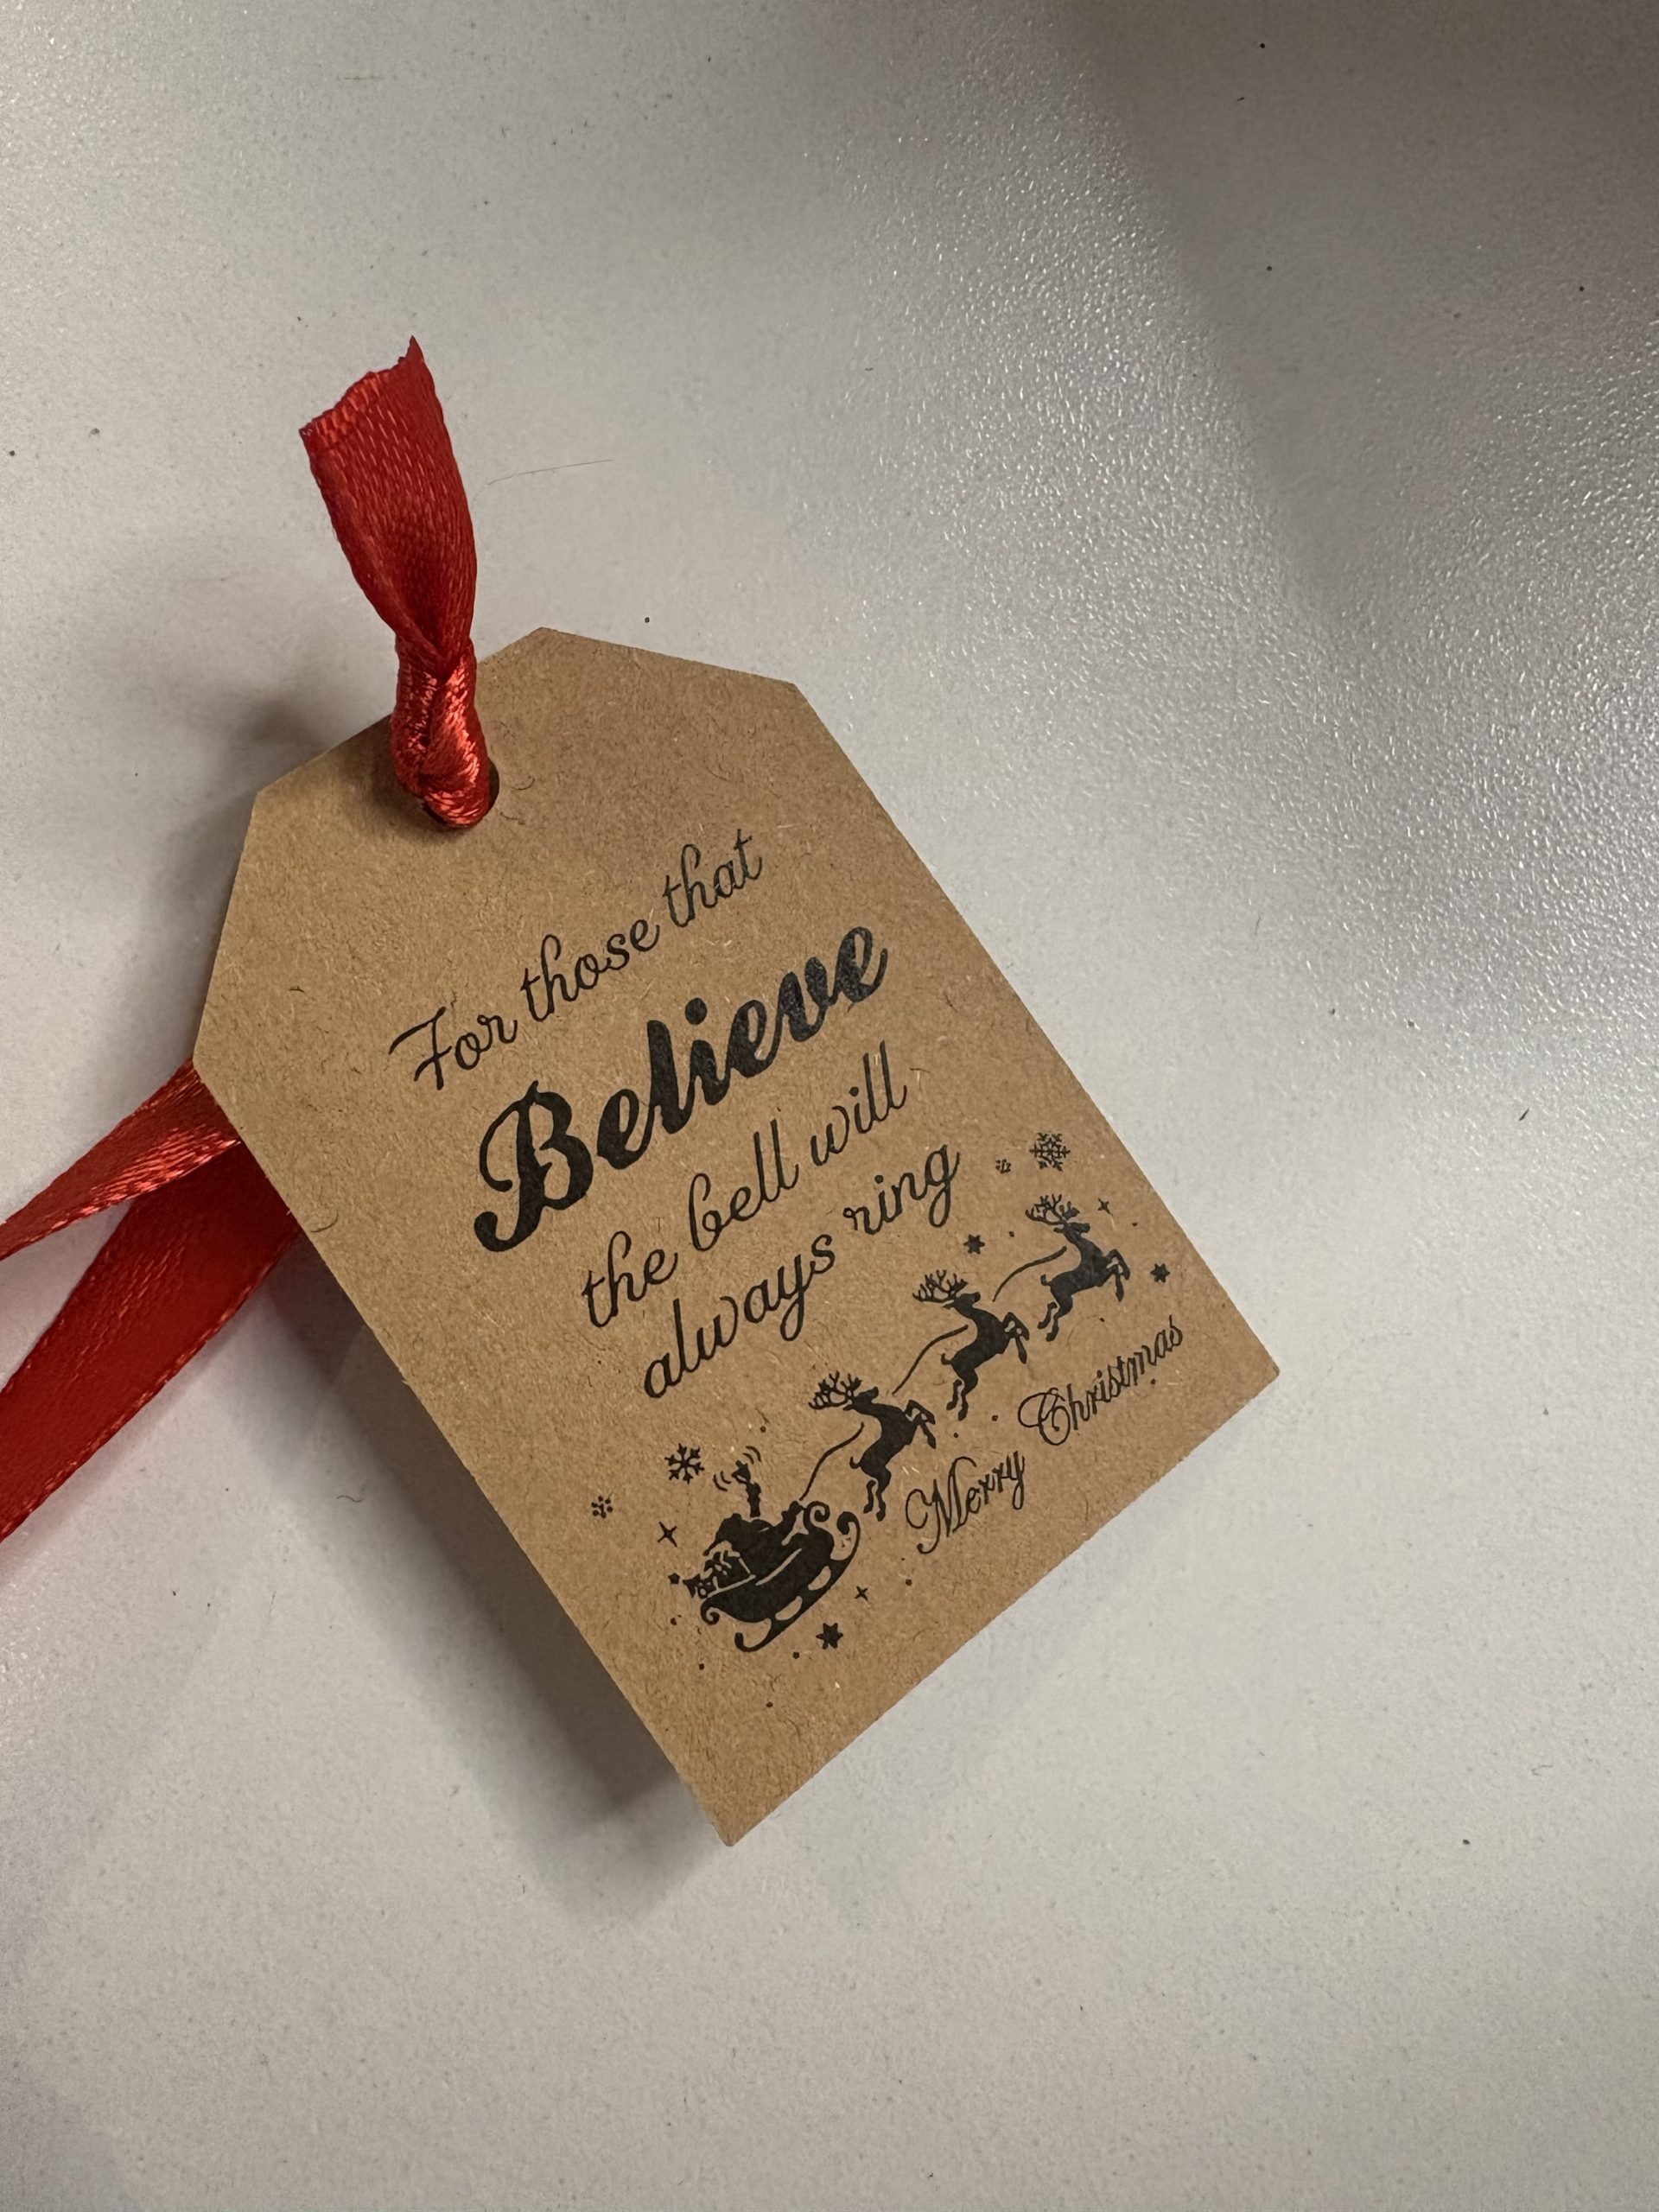 For those that
Believe
the bell will
always ring
Merry Christmas